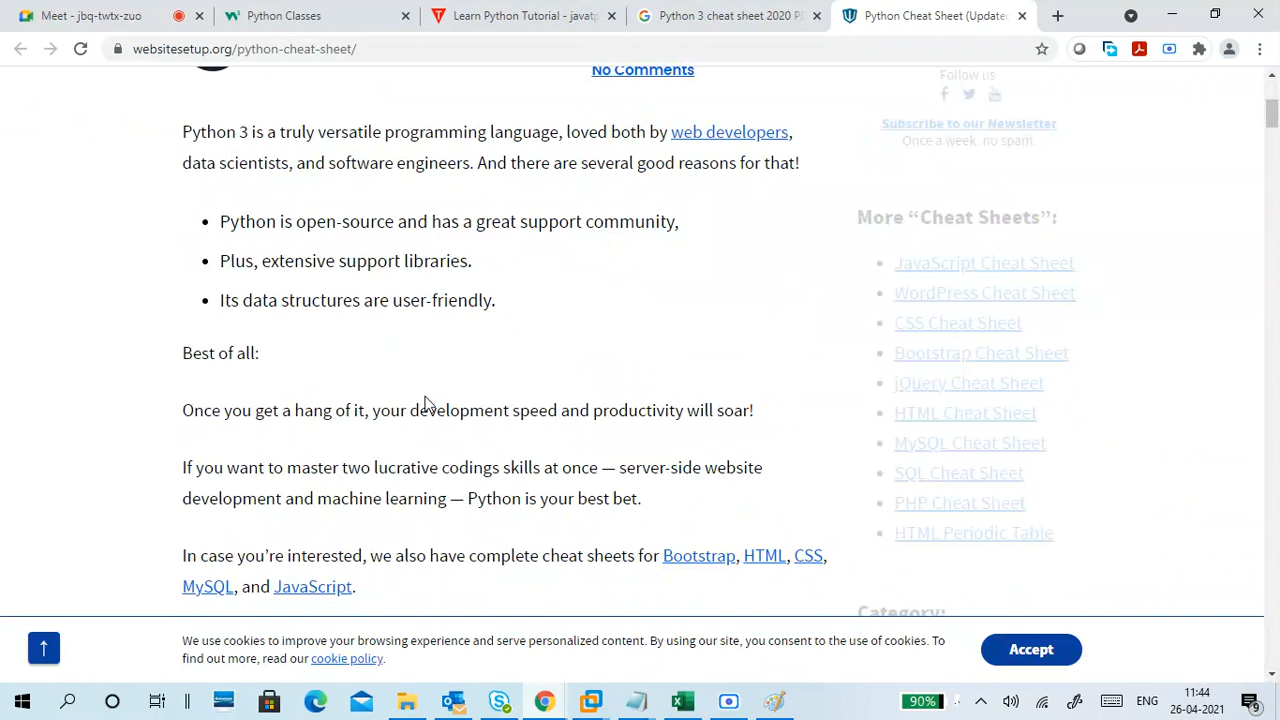 Meet - jbq-twtx-zuo
Python Classes
Learn Python Tutorial - javatp
Python 3 cheat sheet 2020 PD
Python Cheat Sheet (Update
websitesetup.org/python-cheat-sheet/
No Comments
Follow us
Subscribe to our Newsletter
Once a week, no spam.
Python 3 is a versatile programming language, loved both by web developers,
data scientists, and software engineers. And there are several good reasons for that!
Python is open-source and has a great support community,
Plus, extensive support libraries.
Its data structures are user-friendly.
Best of all:
Once you get a hang of it, your development speed and productivity will soar!
If you want to master two lucrative codings skills at once — server-side website
development and machine learning — Python is your best bet.
In case you’re interested, we also have complete cheat sheets for Bootstrap, HTML, CSS,
MySQL, and JavaScript.
More “Cheat Sheets”:
JavaScript Cheat Sheet
WordPress Cheat Sheet
CSS Cheat Sheet
Bootstrap Cheat Sheet
jQuery Cheat Sheet
HTML Cheat Sheet
MySQL Cheat Sheet
SQL Cheat Sheet
PHP Cheat Sheet
HTML Periodic Table
Category:
We use cookies to improve your browsing experience and serve personalized content. By using our site, you consent to the use of cookies. To
find out more, read our cookie policy.
Accept
90%
ENG
11:44
26-04-2021
9